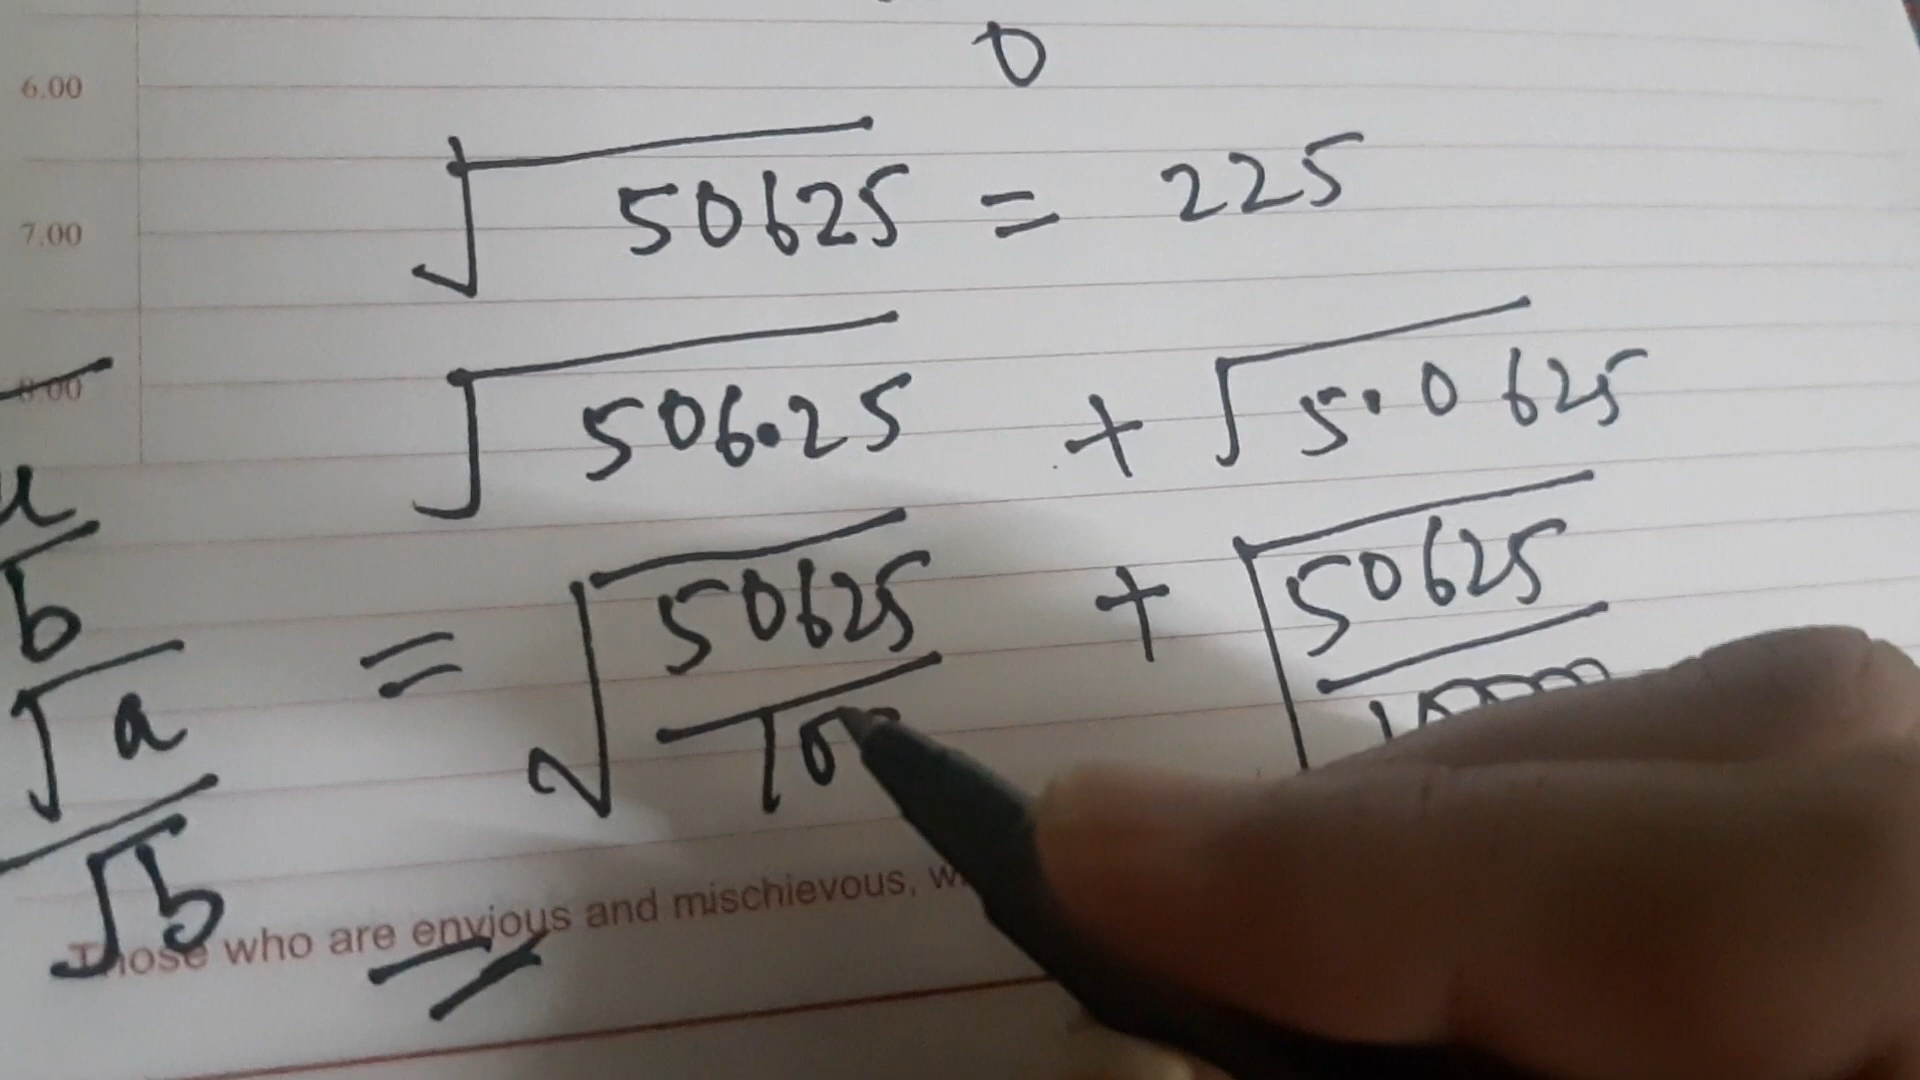 0
6.00
√50625 = 225
7.00
√506.25 + √5.0625
8.00
= √50625/100 + √50625/10000
b
√a
√b
Those who are envious and mischievous,
=